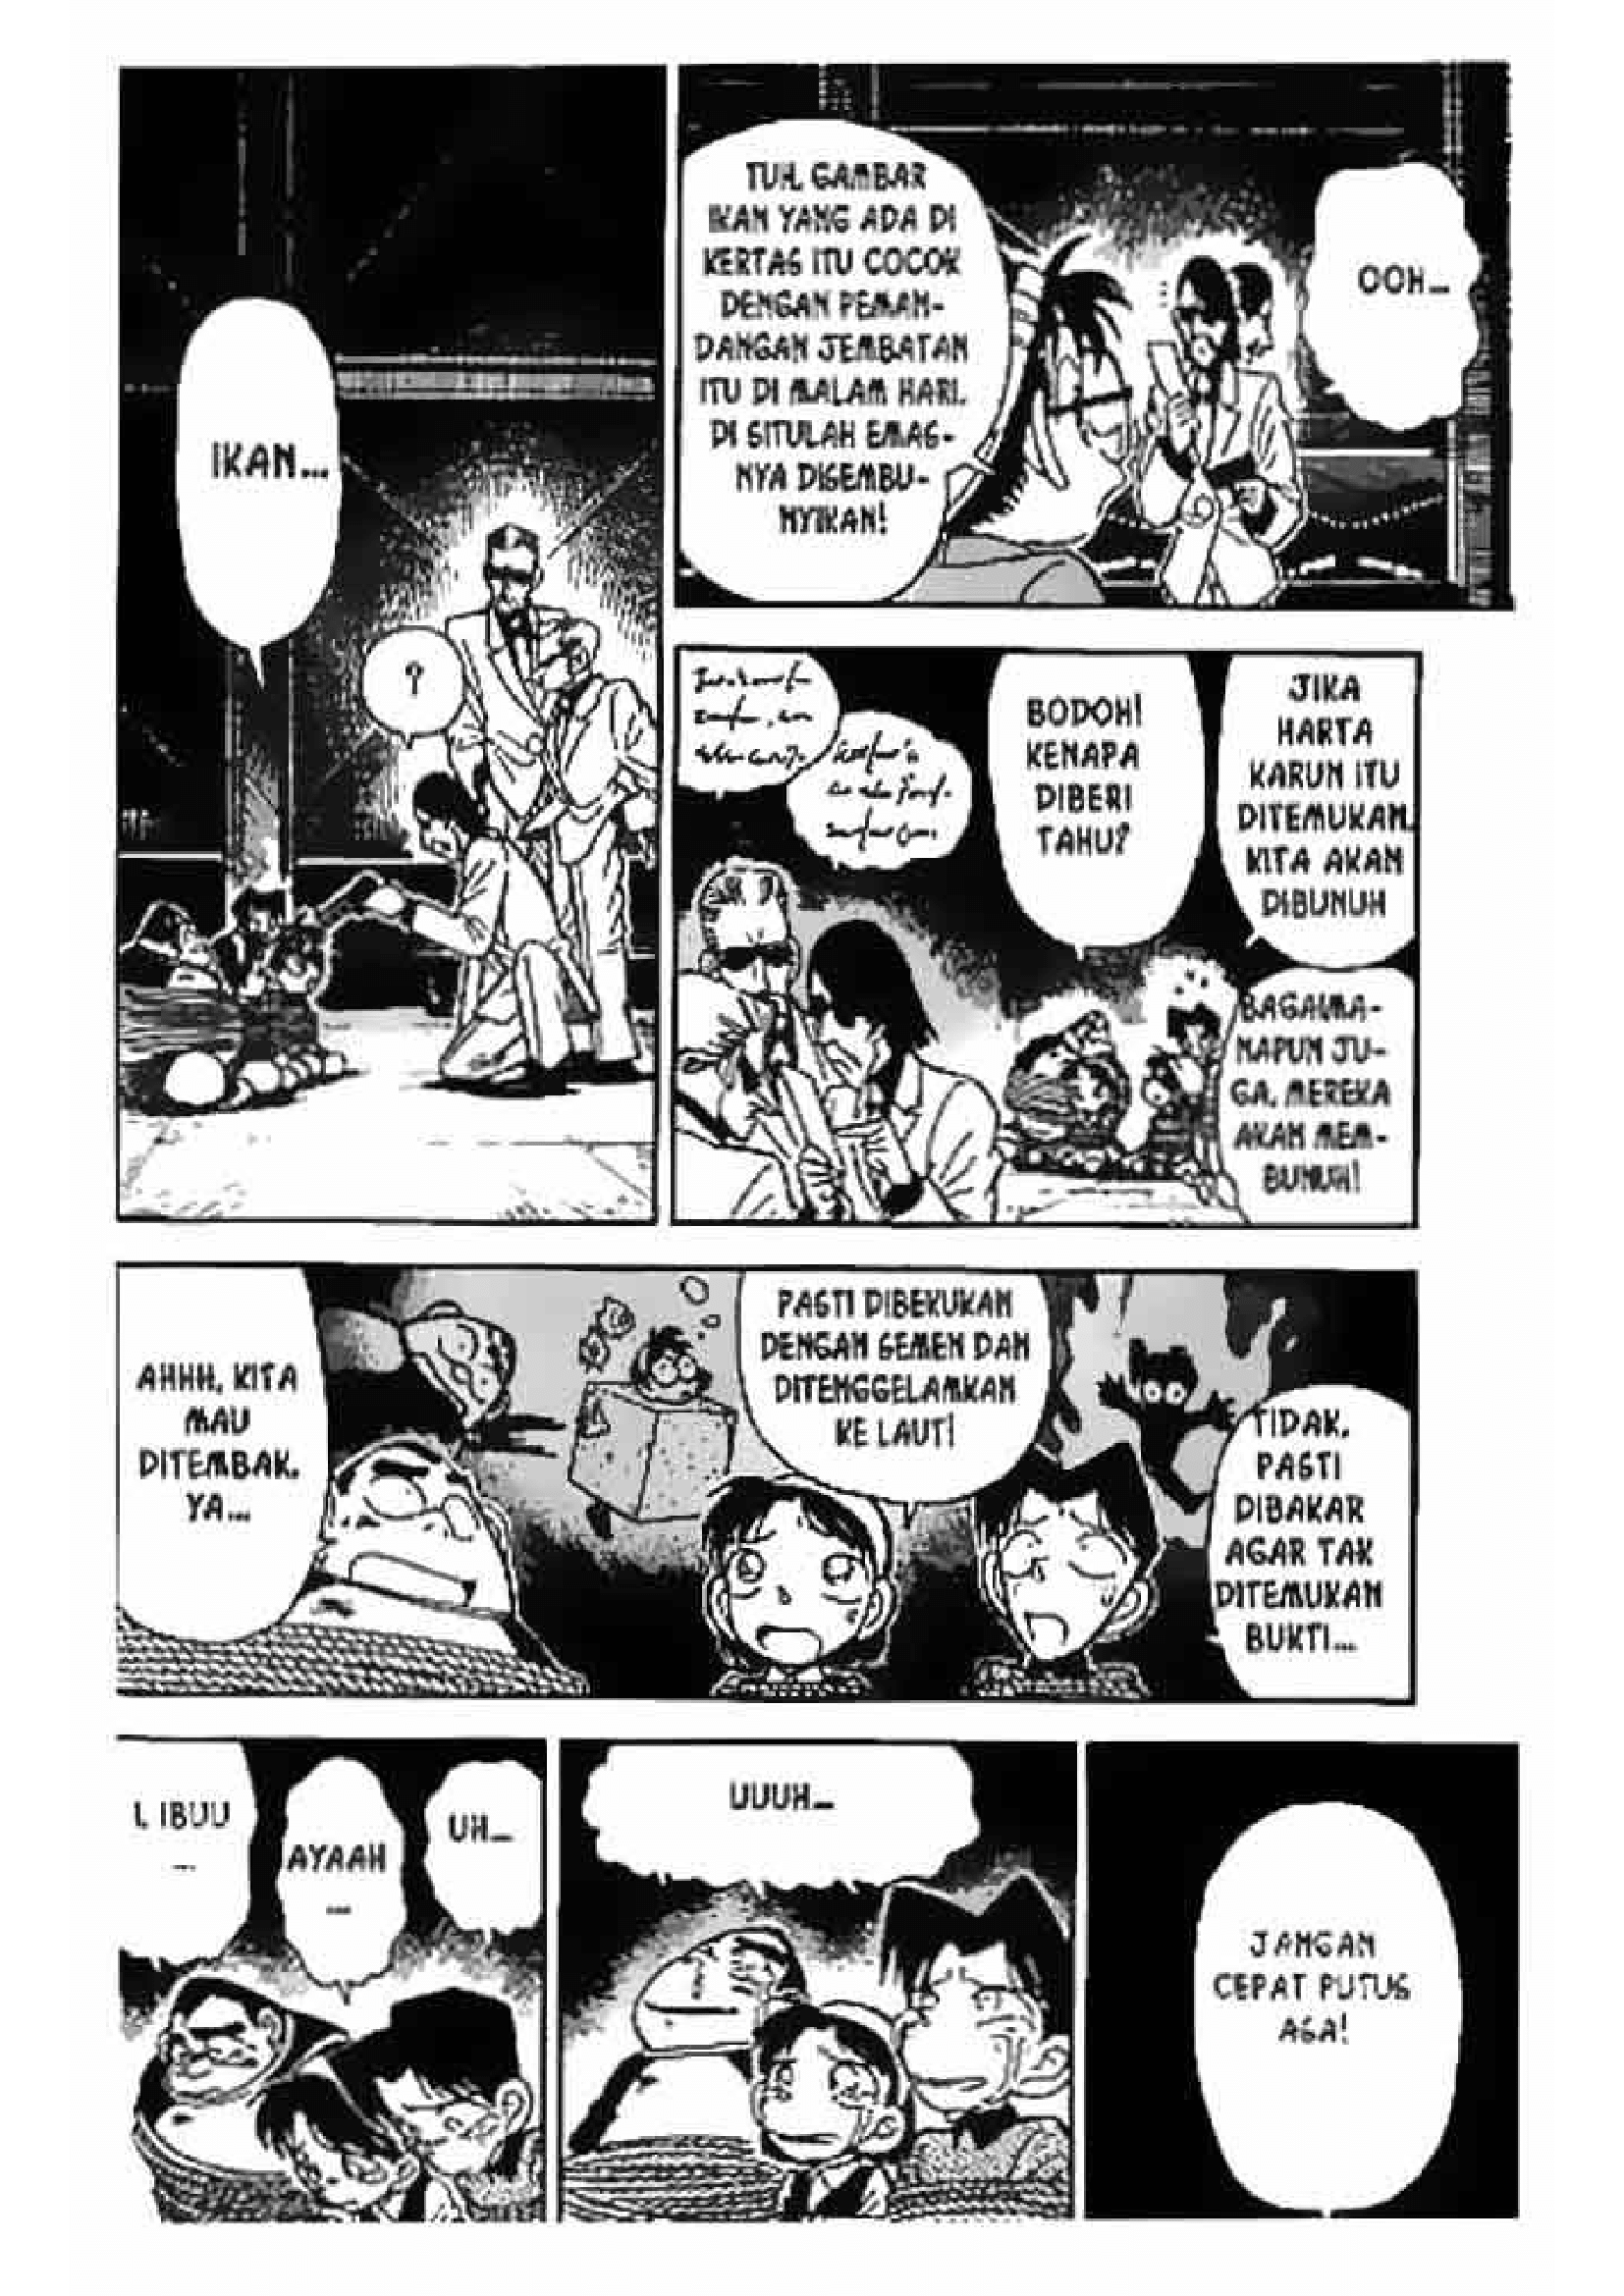 IKAN...
?
TUH, GAMBAR
IKAN YANG ADA DI
KERTAS ITU COCOK
DENGAN PEMAN-
DANGAN JEMBATAN
ITU DI MALAM HARI.
DI SITULAH EMAS-
NYA DISEMBU-
NYIKAN!
OOH...
BODOH!
KENAPA
DIBERI
TAHU?
JIKA
HARTA
KARUN ITU
DITEMUKAN,
KITA AKAN
DIBUNUH
BAGAIMA-
NAPUN JU-
GA, MEREKA
AKAN MEM-
BUNUH!
AHHH, KITA
MAU
DITEMBAK,
YA...
PASTI DIBEKUKAN
DENGAN SEMEN DAN
DITENGGELAMKAN
KE LAUT!
TIDAK,
PASTI
DIBAKAR
AGAR TAK
DITEMUKAN
BUKTI...
I, IBUU
...
AYAAH
...
UH...
UUUH...
JANGAN
CEPAT PUTUS
ASA!